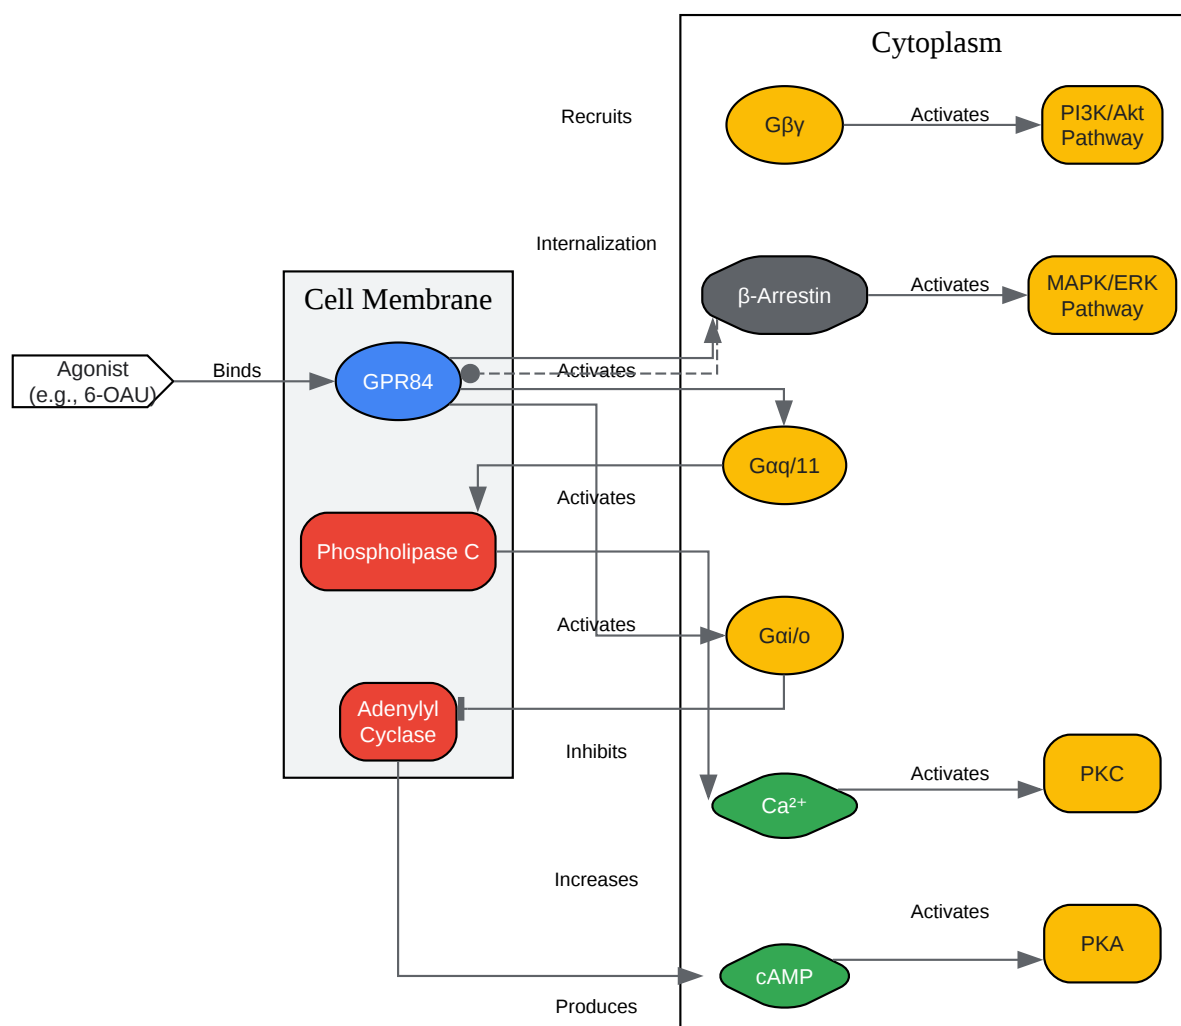 Cytoplasm
Recruits
Gβγ
Activates
PI3K/Akt
Pathway
Internalization
Cell Membrane
β-Arrestin
Activates
MAPK/ERK
Pathway
Agonist
(e.g., 6-OAU)
Binds
GPR84
Activates
Gαq/11
Activates
Phospholipase C
Activates
Gαi/o
Adenylyl
Cyclase
Inhibits
Ca²⁺
Activates
PKC
Increases
Activates
PKA
cAMP
Produces